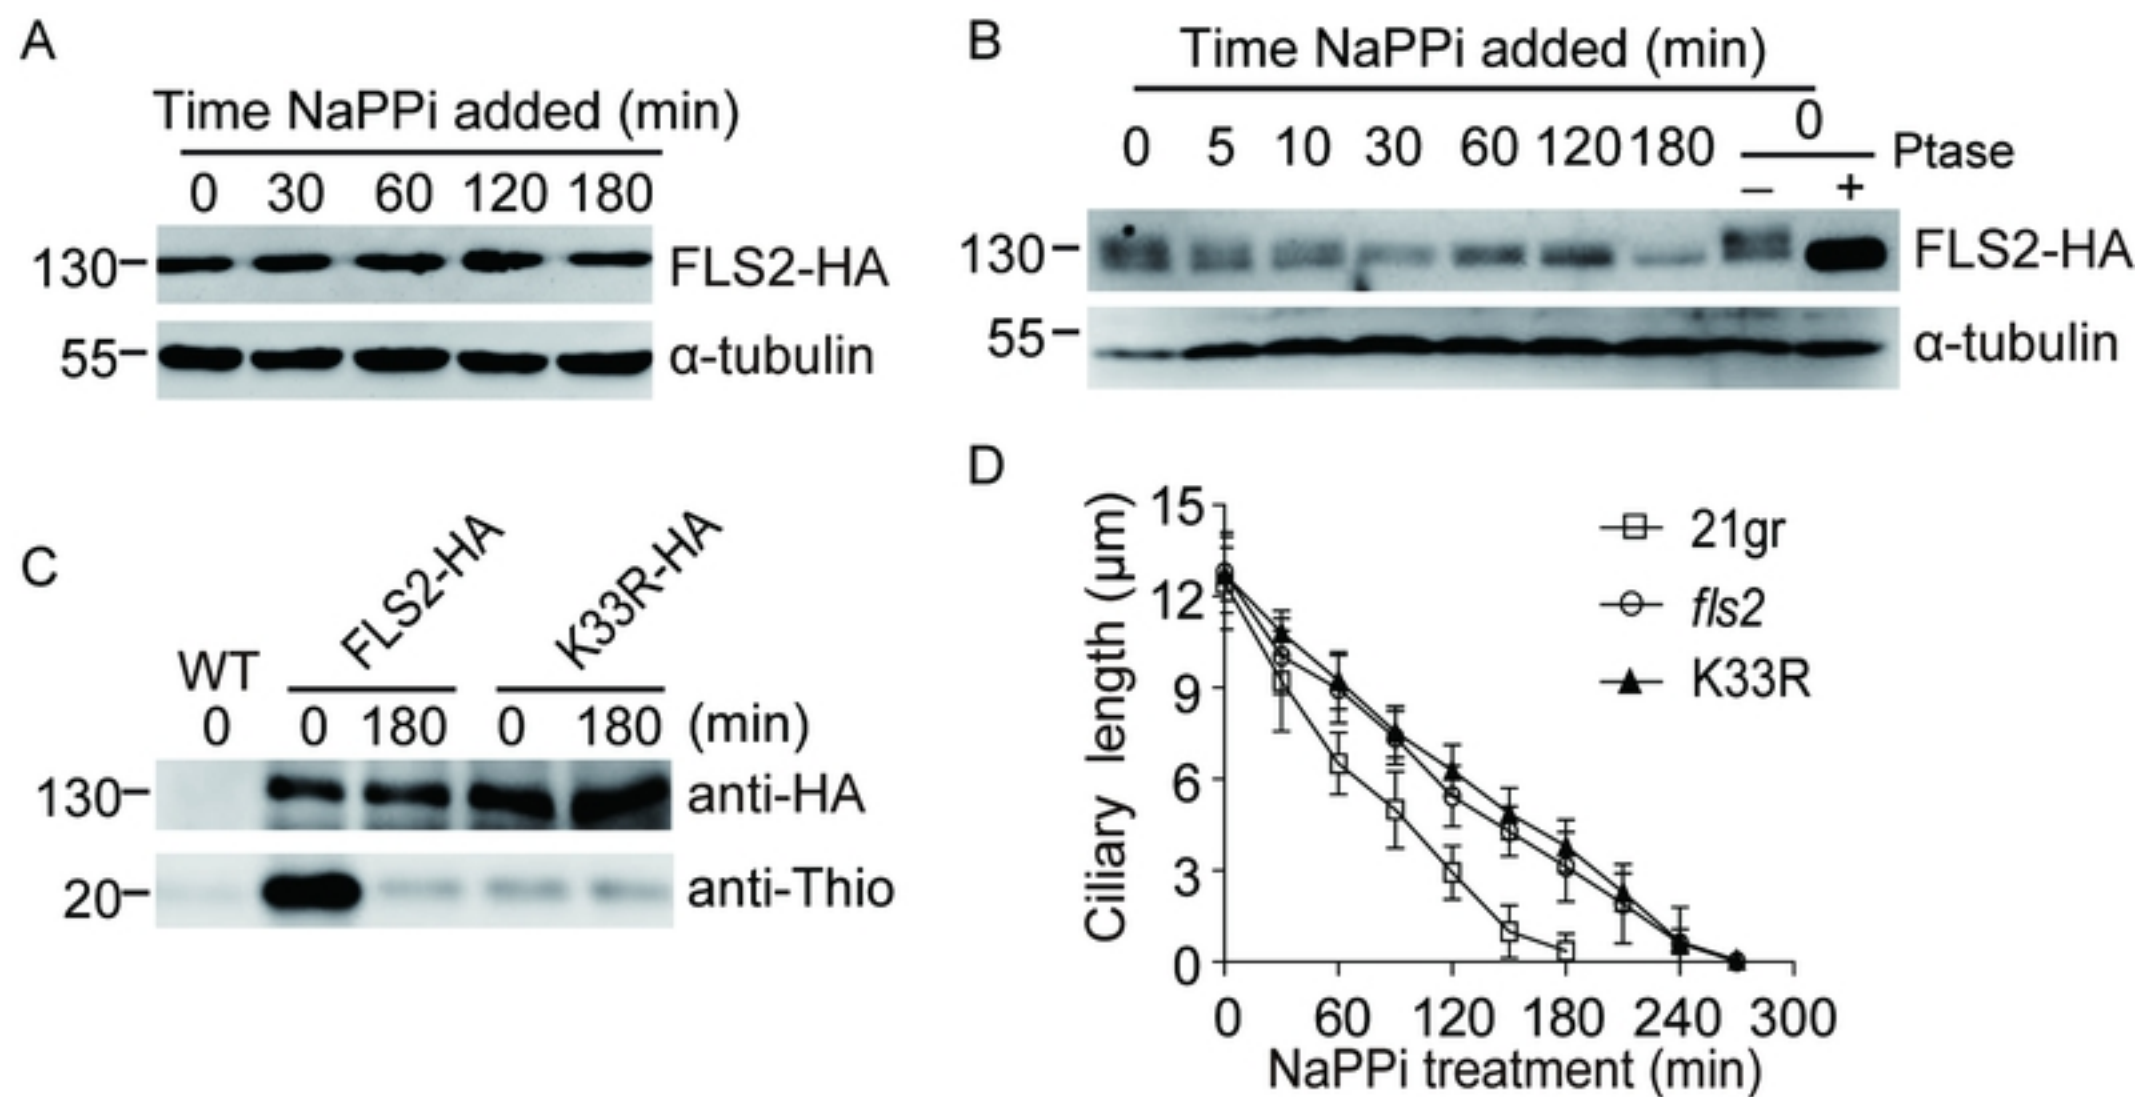 A
Time NaPPi added (min)
0 30 60 120 180
130 FLS2-HA
55 α-tubulin
B
Time NaPPi added (min)
0 5 10 30 60 120 180 0 Ptase
– +
130 FLS2-HA
55 α-tubulin
C
WT FLS2-HA K33R-HA
0 0 180 0 180 (min)
130 anti-HA
20 anti-Thio
D
Ciliary length (μm)
15
12
9
6
3
0
0 60 120 180 240 300
NaPPi treatment (min)
21gr
fls2
K33R